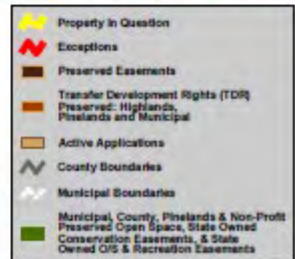 Property In Question
Exceptions
Preserved Easements
Transfer Development Rights (TDR)
Preserved: Highlands,
Pinelands and Municipal
Active Applications
County Boundaries
Municipal Boundaries
Municipal, County, Pinelands & Non-Profit
Preserved Open Space, State Owned
Conservation Easements, & State
Owned O/S & Recreation Easements